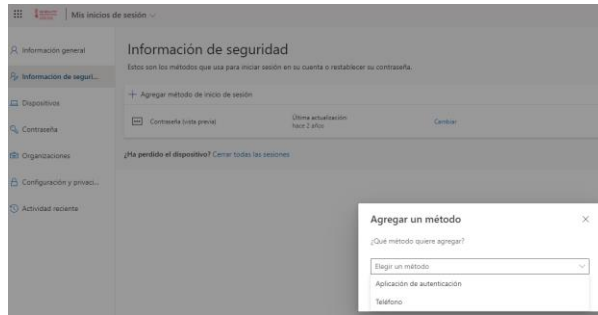 Mis inicios de sesión
Información general
Información de seguri...
Dispositivos
Contraseña
Organizaciones
Configuración y privaci...
Actividad reciente
Información de seguridad
Estos son los métodos que usa para iniciar sesión en su cuenta o restablecer su contraseña.
+ Agregar método de inicio de sesión
Contraseña (vista previa)
Última actualización:
hace 2 años
Cambiar
¿Ha perdido el dispositivo? Cerrar todas las sesiones
Agregar un método
¿Qué método quiere agregar?
Elegir un método
Aplicación de autenticación
Teléfono